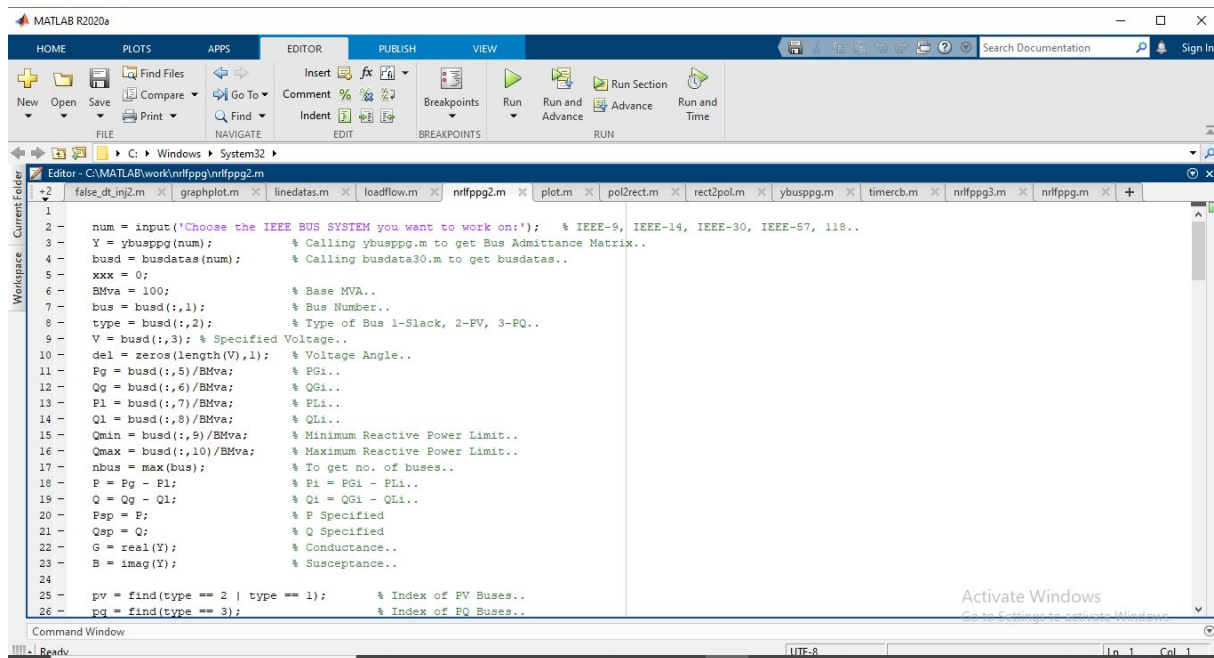 MATLAB R2020a
HOME PLOTS APPS EDITOR PUBLISH VIEW Search Documentation Sign In
New Open Save Find Files Compare Print Go To Find Insert fx Comment Indent Breakpoints Run Run and Advance Run Section Advance Run and Time
FILE NAVIGATE EDIT BREAKPOINTS RUN
C: Windows System32
Current Folder
Workspace
Editor - C:\MATLAB\work\nrlfppg\nrlfppg2.m
+2 false_dt_inj2.m graphplot.m linedatas.m loadflow.m nrlfppg2.m plot.m pol2rect.m rect2pol.m ybusppg.m timercb.m nrlfppg3.m nrlfppg.m +
1
2 - num = input('Choose the IEEE BUS SYSTEM you want to work on:'); % IEEE-9, IEEE-14, IEEE-30, IEEE-57, 118..
3 - Y = ybusppg(num); % Calling ybusppg.m to get Bus Admittance Matrix..
4 - busd = busdatas(num); % Calling busdata30.m to get busdatas..
5 - xxx = 0;
6 - BMva = 100; % Base MVA..
7 - bus = busd(:,1); % Bus Number..
8 - type = busd(:,2); % Type of Bus 1-Slack, 2-PV, 3-PQ..
9 - V = busd(:,3); % Specified Voltage..
10 - del = zeros(length(V),1); % Voltage Angle..
11 - Pg = busd(:,5)/BMva; % PGi..
12 - Qg = busd(:,6)/BMva; % QGi..
13 - Pl = busd(:,7)/BMva; % PLi..
14 - Ql = busd(:,8)/BMva; % QLi..
15 - Qmin = busd(:,9)/BMva; % Minimum Reactive Power Limit..
16 - Qmax = busd(:,10)/BMva; % Maximum Reactive Power Limit..
17 - nbus = max(bus); % To get no. of buses..
18 - P = Pg - Pl; % Pi = PGi - PLi..
19 - Q = Qg - Ql; % Qi = QGi - QLi..
20 - Psp = P; % P Specified
21 - Qsp = Q; % Q Specified
22 - G = real(Y); % Conductance..
23 - B = imag(Y); % Susceptance..
24
25 - pv = find(type == 2 | type == 1); % Index of PV Buses..
26 - pq = find(type == 3); % Index of PQ Buses..
Activate Windows
Go to Settings to activate Windows.
Command Window
Ready UTF-8 Ln 1 Col 1